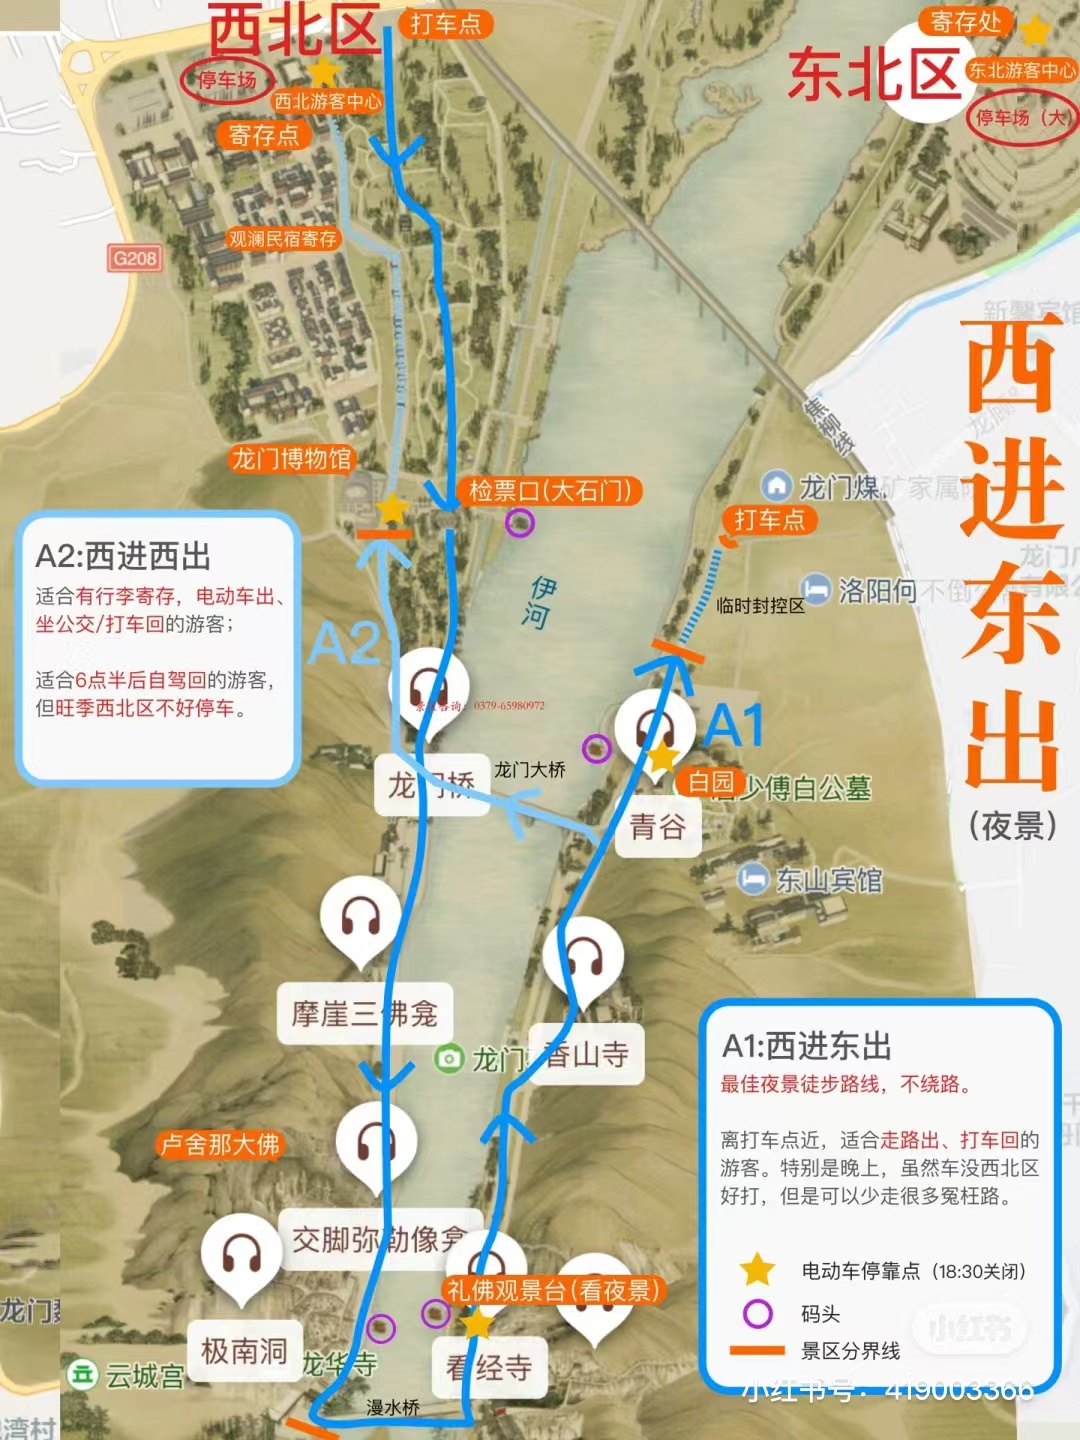 西北区
打车点
停车场
西北游客中心
寄存点
寄存处
东北区
东北游客中心
停车场（大）
观澜民宿寄存
G208
西进东出
（夜景）
焦柳线
龙门博物馆
检票口(大石门)
龙门煤
矿家属
打车点
洛阳何
不倒
临时封控区
伊河
A2:西进西出
适合有行李寄存，电动车出、
坐公交/打车回的游客；
适合6点半后自驾回的游客，
但旺季西北区不好停车。
A2
景区咨询：0379-65980972
A1
龙门桥
龙门大桥
白园
少傅白公墓
青谷
东山宾馆
摩崖三佛龛
龙门
香山寺
A1:西进东出
最佳夜景徒步路线，不绕路。
离打车点近，适合走路出、打车回的
游客。特别是晚上，虽然车没西北区
好打，但是可以少走很多冤枉路。
电动车停靠点（18:30关闭）
码头
景区分界线
卢舍那大佛
交脚弥勒像龛
礼佛观景台(看夜景)
极南洞
龙华寺
看经寺
云城宫
漫水桥
龙门
湾村
小红书
小红书号：419003366